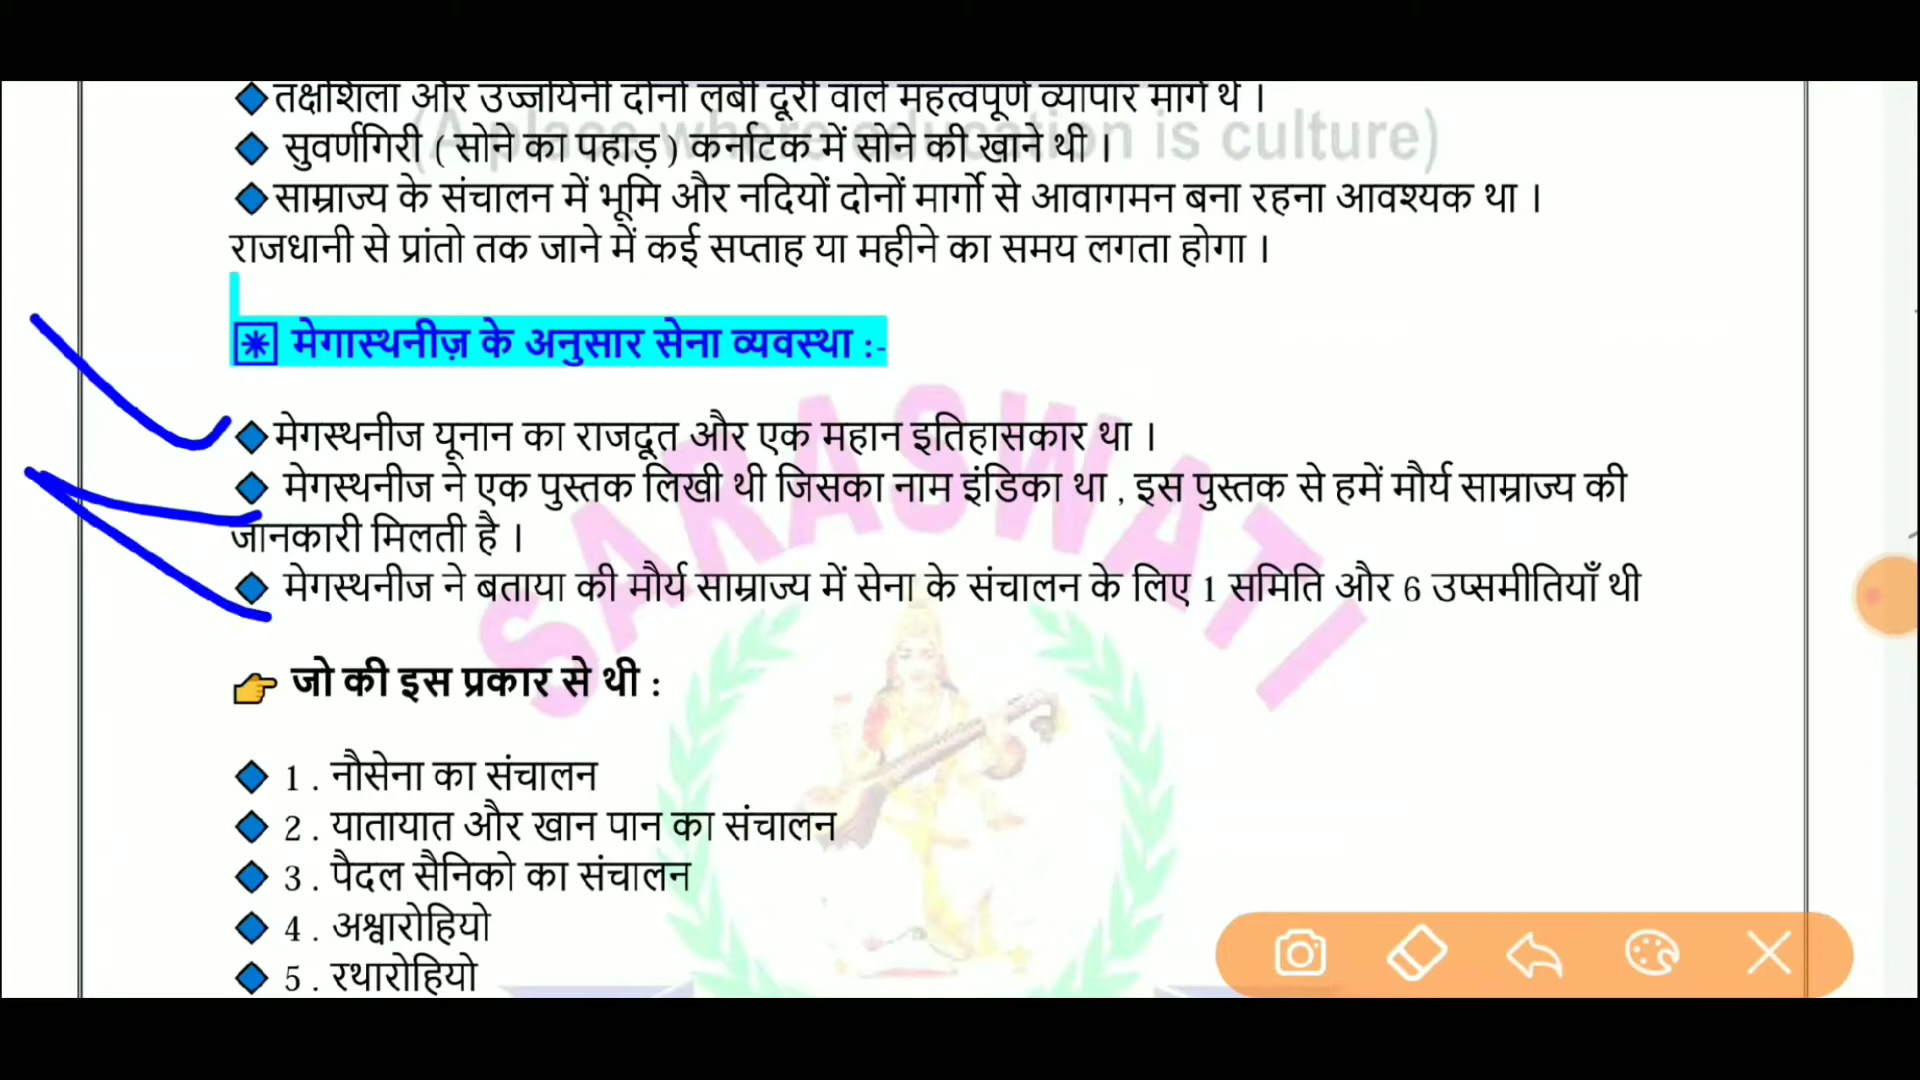 तक्षशिला और उज्जयिनी दोनो लंबी दूरी वाले महत्वपूर्ण व्यापार मार्ग थे ।
(A place where education is culture)
सुवर्णगिरी ( सोने का पहाड़ ) कर्नाटक में सोने की खाने थी ।
साम्राज्य के संचालन में भूमि और नदियों दोनों मार्गो से आवागमन बना रहना आवश्यक था ।
राजधानी से प्रांतो तक जाने में कई सप्ताह या महीने का समय लगता होगा ।
मेगास्थनीज़ के अनुसार सेना व्यवस्था :-
मेगस्थनीज यूनान का राजदूत और एक महान इतिहासकार था ।
मेगस्थनीज ने एक पुस्तक लिखी थी जिसका नाम इंडिका था , इस पुस्तक से हमें मौर्य साम्राज्य की
जानकारी मिलती है ।
मेगस्थनीज ने बताया की मौर्य साम्राज्य में सेना के संचालन के लिए 1 समिति और 6 उप्समीतियाँ थी
SARASWATI
जो की इस प्रकार से थी :
1 . नौसेना का संचालन
2 . यातायात और खान पान का संचालन
3 . पैदल सैनिको का संचालन
4 . अश्वारोहियो
5 . रथारोहियो